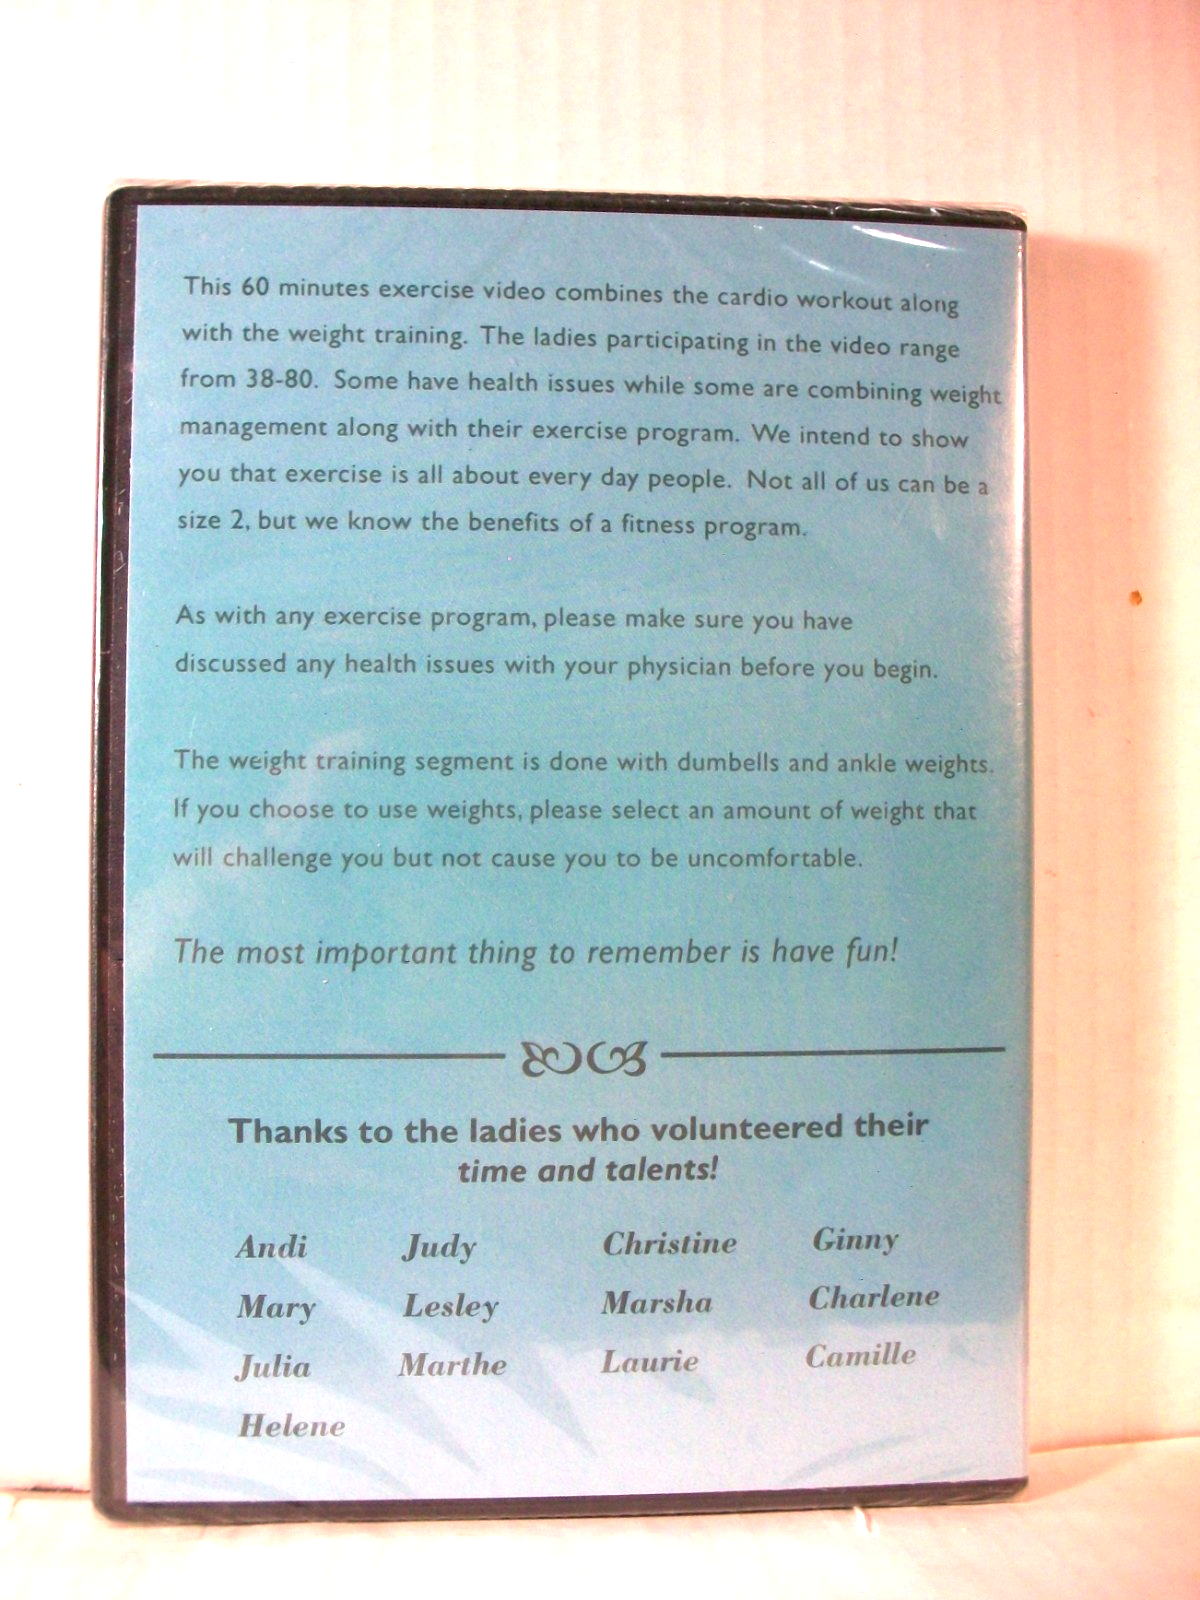 This 60 minutes exercise video combines the cardio workout along
with the weight training. The ladies participating in the video range
from 38-80. Some have health issues while some are combining weight
management along with their exercise program. We intend to show
you that exercise is all about every day people. Not all of us can be a
size 2, but we know the benefits of a fitness program.
As with any exercise program, please make sure you have
discussed any health issues with your physician before you begin.
The weight training segment is done with dumbells and ankle weights.
If you choose to use weights, please select an amount of weight that
will challenge you but not cause you to be uncomfortable.
The most important thing to remember is have fun!
Thanks to the ladies who volunteered their
time and talents!
Andi Judy Christine Ginny
Mary Lesley Marsha Charlene
Julia Marthe Laurie Camille
Helene